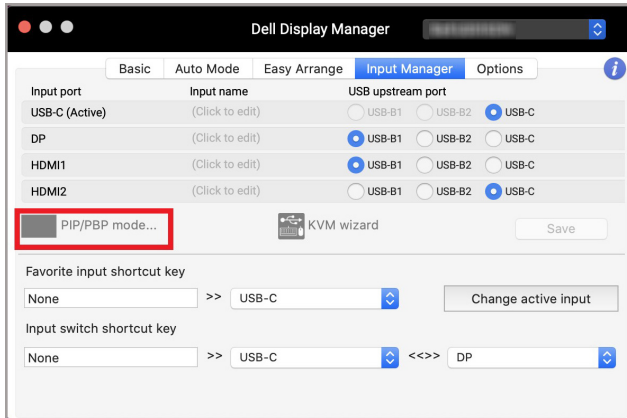 Dell Display Manager
Basic Auto Mode Easy Arrange Input Manager Options i
Input port Input name USB upstream port
USB-C (Active) (Click to edit) USB-B1 USB-B2 USB-C
DP (Click to edit) USB-B1 USB-B2 USB-C
HDMI1 (Click to edit) USB-B1 USB-B2 USB-C
HDMI2 (Click to edit) USB-B1 USB-B2 USB-C
PIP/PBP mode... KVM wizard Save
Favorite input shortcut key
None >> USB-C Change active input
Input switch shortcut key
None >> USB-C <<>> DP